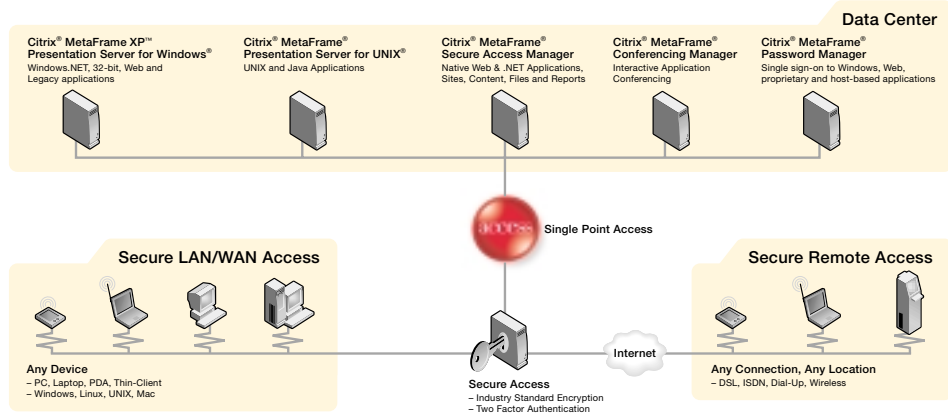 Data Center
Citrix® MetaFrame XP™
Presentation Server for Windows®
Windows.NET, 32-bit, Web and
Legacy applications
Citrix® MetaFrame®
Presentation Server for UNIX®
UNIX and Java Applications
Citrix® MetaFrame®
Secure Access Manager
Native Web & .NET Applications,
Sites, Content, Files and Reports
Citrix® MetaFrame®
Conferencing Manager
Interactive Application
Conferencing
Citrix® MetaFrame®
Password Manager
Single sign-on to Windows, Web,
proprietary and host-based applications
access
Single Point Access
Secure LAN/WAN Access
Any Device
– PC, Laptop, PDA, Thin-Client
– Windows, Linux, UNIX, Mac
Secure Access
– Industry Standard Encryption
– Two Factor Authentication
Internet
Secure Remote Access
Any Connection, Any Location
– DSL, ISDN, Dial-Up, Wireless